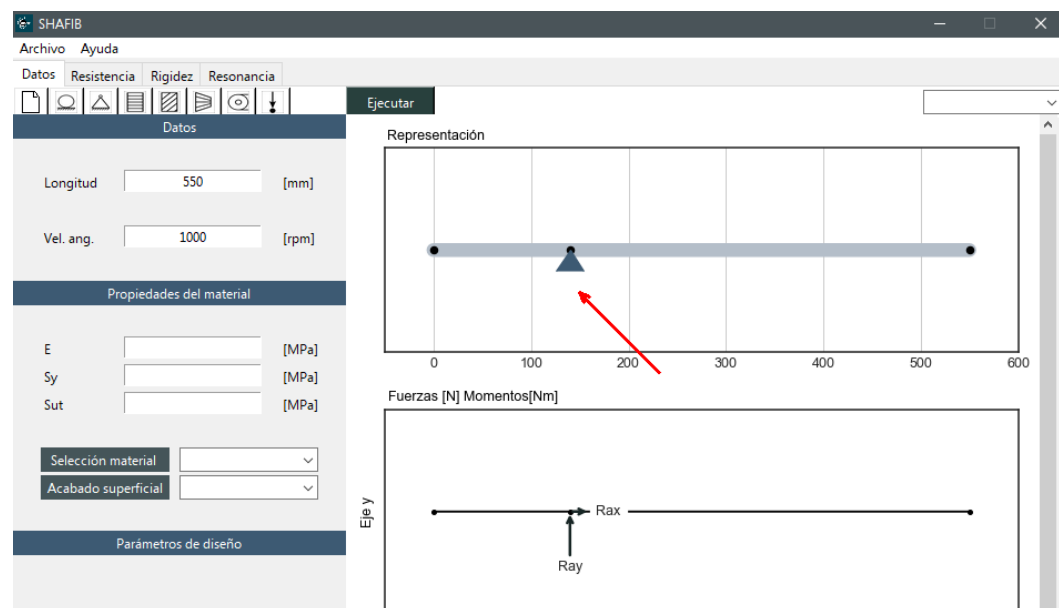 SHAFIB
Archivo Ayuda
Datos Resistencia Rigidez Resonancia
Ejecutar
Datos
Longitud 550 [mm]
Vel. ang. 1000 [rpm]
Propiedades del material
E [MPa]
Sy [MPa]
Sut [MPa]
Selección material
Acabado superficial
Parámetros de diseño
Representación
0 100 200 300 400 500 600
Fuerzas [N] Momentos[Nm]
Eje y
Rax
Ray